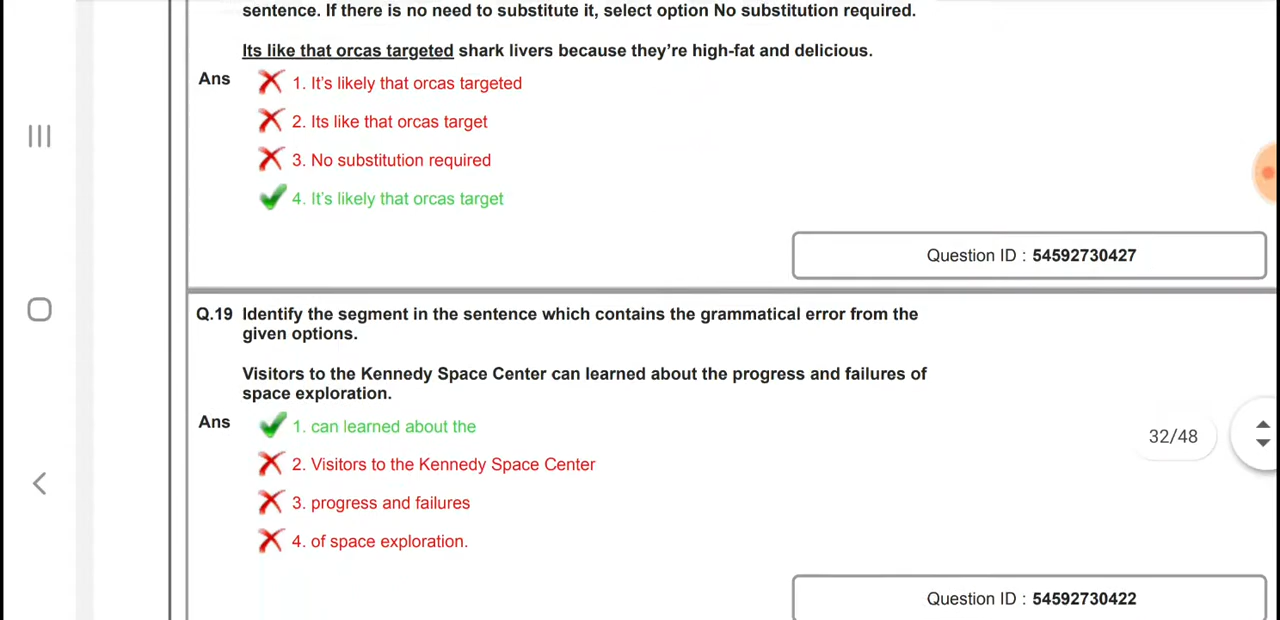 sentence. If there is no need to substitute it, select option No substitution required.
Its like that orcas targeted shark livers because they're high-fat and delicious.
Ans
1. It's likely that orcas targeted
2. Its like that orcas target
3. No substitution required
4. It's likely that orcas target
Question ID : 54592730427
Q.19 Identify the segment in the sentence which contains the grammatical error from the
given options.
Visitors to the Kennedy Space Center can learned about the progress and failures of
space exploration.
Ans
1. can learned about the
2. Visitors to the Kennedy Space Center
3. progress and failures
4. of space exploration.
32/48
Question ID : 54592730422